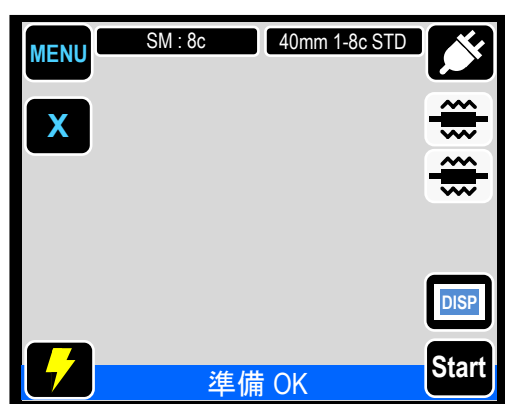 MENU
SM : 8c
40mm 1-8c STD
X
DISP
準備 OK
Start